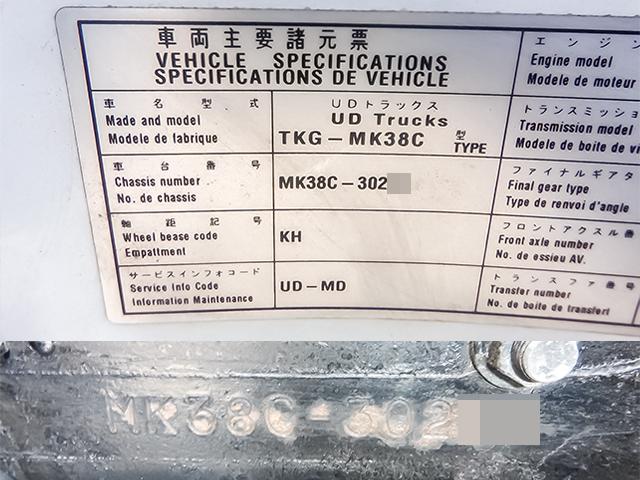 車両主要諸元票
VEHICLE SPECIFICATIONS
SPECIFICATIONS DE VEHICLE
車名型式
Made and model
Modele de fabrique
UDトラックス
UD Trucks
TKG-MK38C
型
TYPE
車台番号
Chassis number
No. de chassis
MK38C-302
軸距記号
Wheel bease code
Empattment
KH
サービスインフォコード
Service Info Code
Information Maintenance
UD-MD
エンジン
Engine model
Modele de moteur
トランスミッショ
Transmission model
Modele de boite de vi
ファイナルギアタ
Final gear type
Type de renvoi d'angle
フロントアクスル番
Front axle number
No. de essieu AV.
トランスファ番号
Transfer number
No. de boite de transfert
MK38C-302